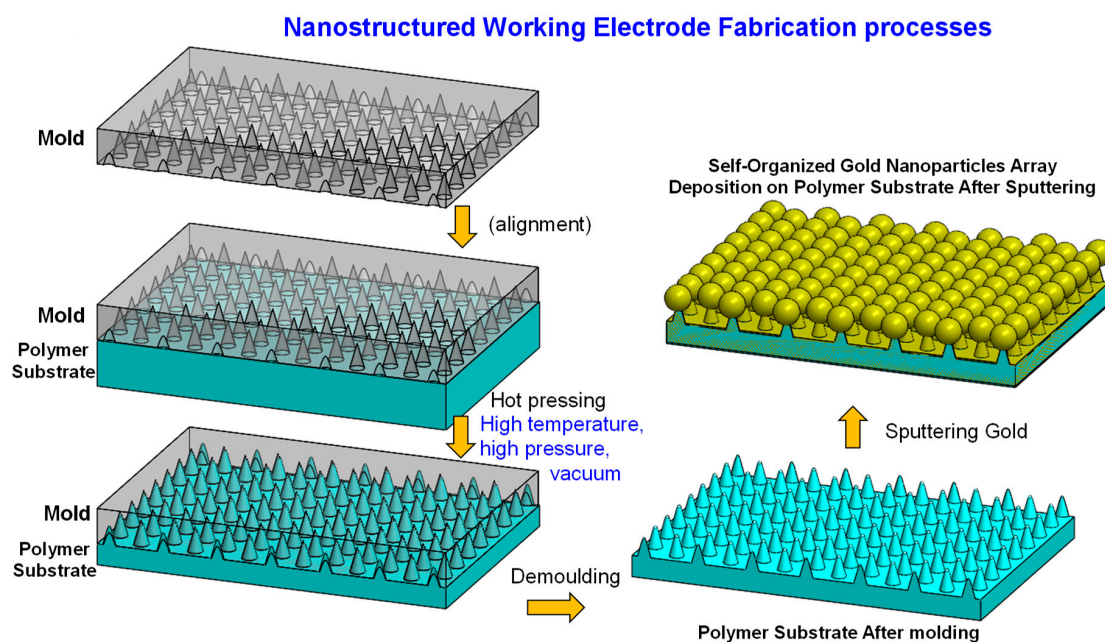 Nanostructured Working Electrode Fabrication processes
Mold
(alignment)
Mold
Polymer
Substrate
Hot pressing
High temperature,
high pressure,
vacuum
Mold
Polymer
Substrate
Demoulding
Polymer Substrate After molding
Sputtering Gold
Self-Organized Gold Nanoparticles Array
Deposition on Polymer Substrate After Sputtering